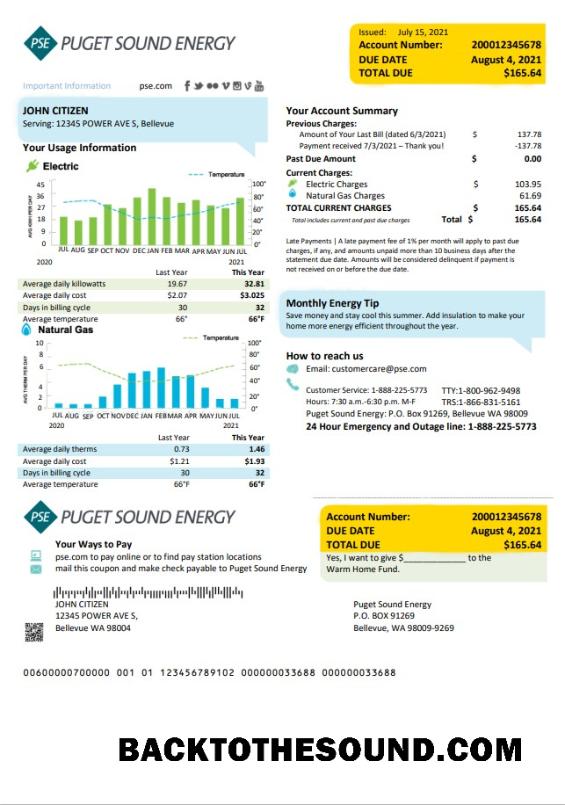 PSE PUGET SOUND ENERGY
Issued: July 15, 2021
Account Number: 200012345678
DUE DATE August 4, 2021
TOTAL DUE $165.64
Important Information pse.com
JOHN CITIZEN
Serving: 12345 POWER AVE S, Bellevue
Your Usage Information
Electric
Temperature
AVG KWH PER DAY
45 100°
36 80°
27 60°
18 40°
9 20°
0 0°
JUL AUG SEP OCT NOV DEC JAN FEB MAR APR MAY JUN JUL
2020 2021
Last Year This Year
Average daily killowatts 19.67 32.81
Average daily cost $2.07 $3.025
Days in billing cycle 30 32
Average temperature 66° 66°F
Natural Gas
Temperature
AVG THERM PER DAY
10 100°
8 80°
6 60°
4 40°
2 20°
0 0°
JUL AUG SEP OCT NOV DEC JAN FEB MAR APR MAY JUN JUL
2020 2021
Last Year This Year
Average daily therms 0.73 1.46
Average daily cost $1.21 $1.93
Days in billing cycle 30 32
Average temperature 66°F 66°F
Your Account Summary
Previous Charges:
Amount of Your Last Bill (dated 6/3/2021) $ 137.78
Payment received 7/3/2021 – Thank you! -137.78
Past Due Amount $ 0.00
Current Charges:
Electric Charges $ 103.95
Natural Gas Charges 61.69
TOTAL CURRENT CHARGES $ 165.64
Total includes current and past due charges Total $ 165.64
Late Payments | A late payment fee of 1% per month will apply to past due
charges, if any, and amounts unpaid more than 10 business days after the
statement due date. Amounts will be considered delinquent if payment is
not received on or before the due date.
Monthly Energy Tip
Save money and stay cool this summer. Add insulation to make your
home more energy efficient throughout the year.
How to reach us
Email: customercare@pse.com
Customer Service: 1-888-225-5773 TTY:1-800-962-9498
Hours: 7:30 a.m.-6:30 p.m. M-F TRS:1-866-831-5161
Puget Sound Energy: P.O. Box 91269, Bellevue WA 98009
24 Hour Emergency and Outage line: 1-888-225-5773
PSE PUGET SOUND ENERGY
Your Ways to Pay
pse.com to pay online or to find pay station locations
mail this coupon and make check payable to Puget Sound Energy
Account Number: 200012345678
DUE DATE August 4, 2021
TOTAL DUE $165.64
Yes, I want to give $______________ to the
Warm Home Fund.
JOHN CITIZEN
12345 POWER AVE S,
Bellevue WA 98004
Puget Sound Energy
P.O. BOX 91269
Bellevue, WA 98009-9269
00600000700000 001 01 123456789102 000000033688 000000033688
BACKTOTHESOUND.COM